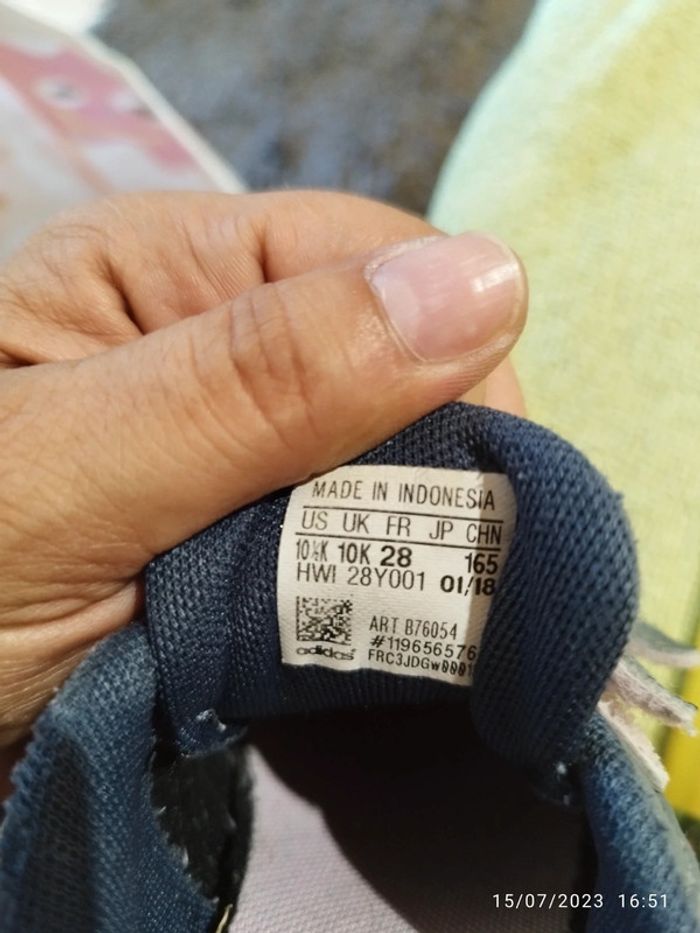 MADE IN INDONESIA
US UK FR JP CHN
10½K 10K 28 165
HWI 28Y001 01/18
ART B76054
#119656576
adidas
15/07/2023 16:51